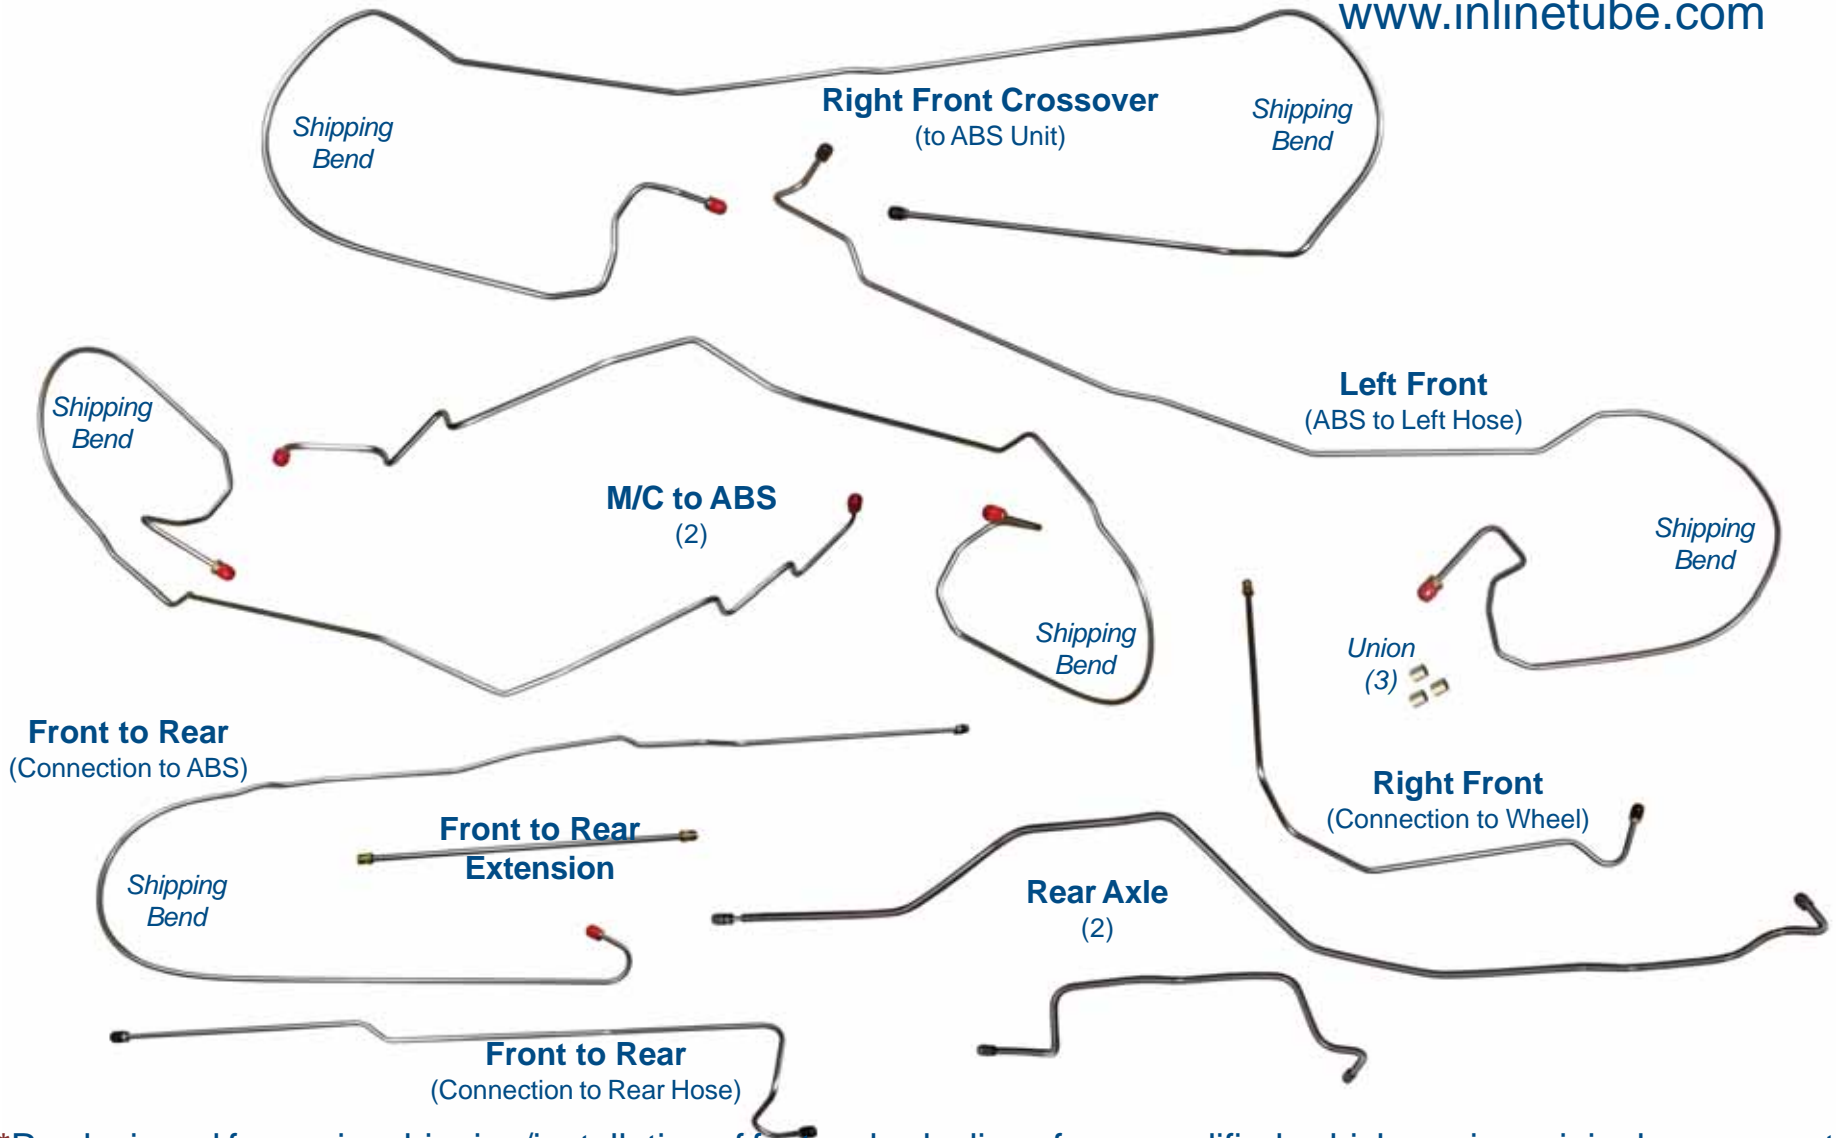 www.inlinetube.com
Right Front Crossover
(to ABS Unit)
Shipping
Bend
Shipping
Bend
Left Front
(ABS to Left Hose)
Shipping
Bend
M/C to ABS
(2)
Shipping
Bend
Shipping
Bend
Union
(3)
Front to Rear
(Connection to ABS)
Right Front
(Connection to Wheel)
Front to Rear
Extension
Shipping
Bend
Rear Axle
(2)
Front to Rear
(Connection to Rear Hose)